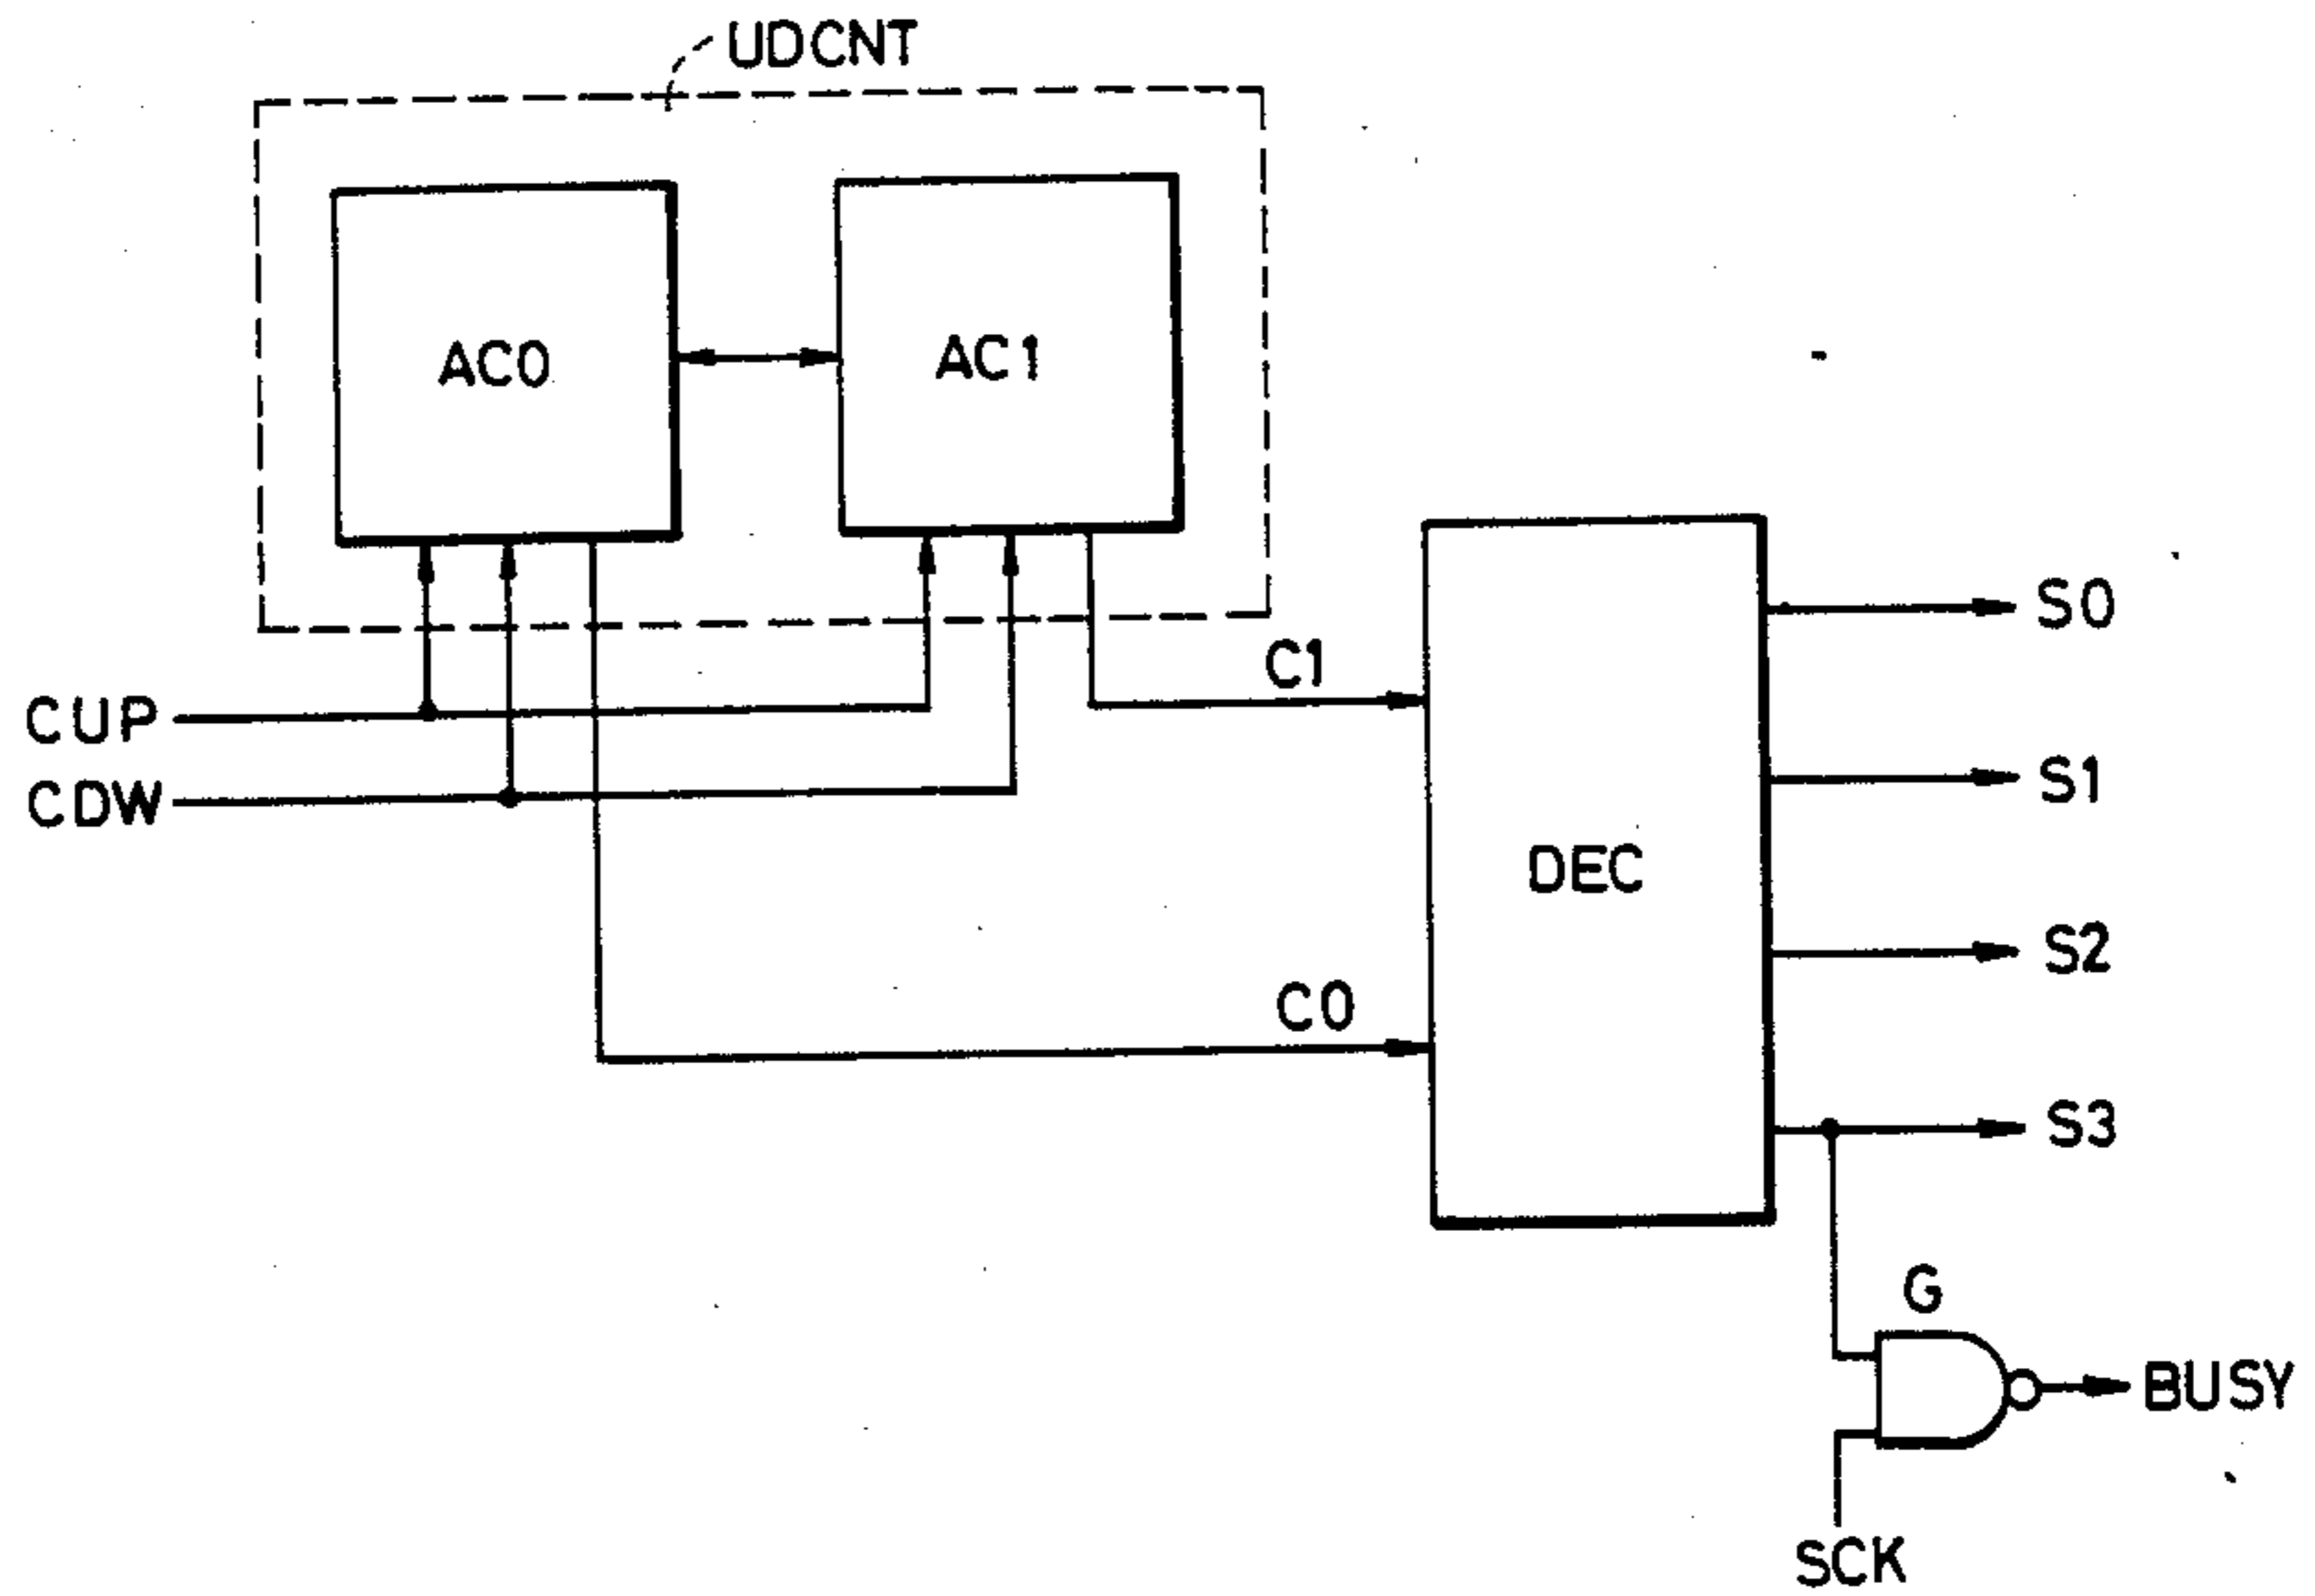 UDCNT
AC0
AC1
CUP
CDW
C1
C0
DEC
S0
S1
S2
S3
G
BUSY
SCK